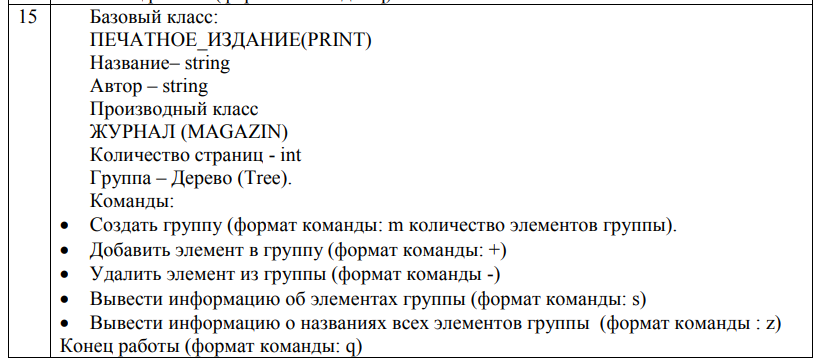 15
Базовый класс:
ПЕЧАТНОЕ_ИЗДАНИЕ(PRINT)
Название– string
Автор – string
Производный класс
ЖУРНАЛ (MAGAZIN)
Количество страниц - int
Группа – Дерево (Tree).
Команды:
• Создать группу (формат команды: m количество элементов группы).
• Добавить элемент в группу (формат команды: +)
• Удалить элемент из группы (формат команды -)
• Вывести информацию об элементах группы (формат команды: s)
• Вывести информацию о названиях всех элементов группы (формат команды : z)
Конец работы (формат команды: q)